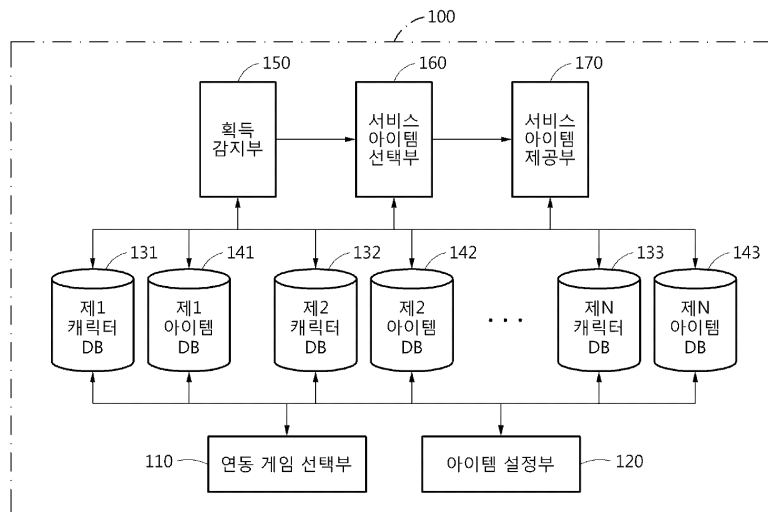 100
150
160
170
획득
감지부
서비스
아이템
선택부
서비스
아이템
제공부
131
141
132
142
133
143
제1
캐릭터
DB
제1
아이템
DB
제2
캐릭터
DB
제2
아이템
DB
...
제N
캐릭터
DB
제N
아이템
DB
110
연동 게임 선택부
아이템 설정부
120